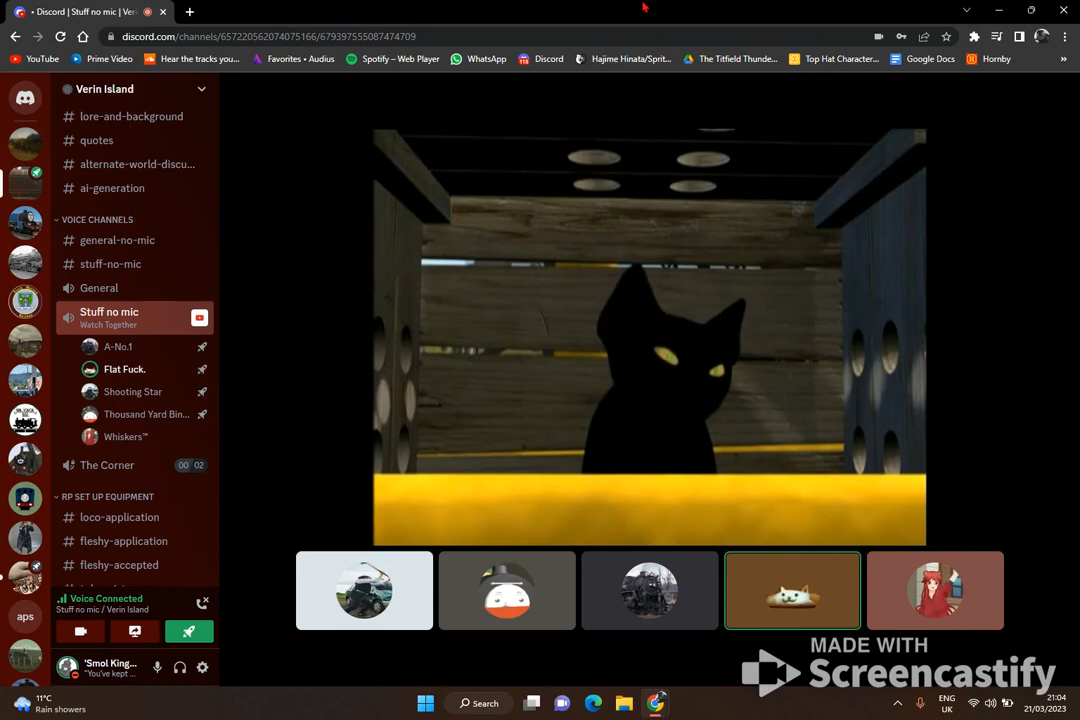 • Discord | Stuff no mic |
discord.com/channels/657220562074075166/679397555087474709
YouTube Prime Video Hear the tracks you... Favorites • Audius Spotify – Web Player WhatsApp Discord Hajime Hinata/Sprit... The Titfield Thunde... Top Hat Character... Google Docs Hornby »
Verin Island
# lore-and-background
# quotes
# alternate-world-discu...
# ai-generation
VOICE CHANNELS
# general-no-mic
# stuff-no-mic
General
Stuff no mic
Watch Together
A-No.1
Flat Fuck.
Shooting Star
Thousand Yard Bin...
Whiskers™
The Corner 00 02
RP SET UP EQUIPMENT
# loco-application
# fleshy-application
# fleshy-accepted
aps
Voice Connected
Stuff no mic / Verin Island
'Smol King...
"You've kept ...
MADE WITH
Screencastify
11°C
Rain showers
Search
ENG
UK
21:04
21/03/2023